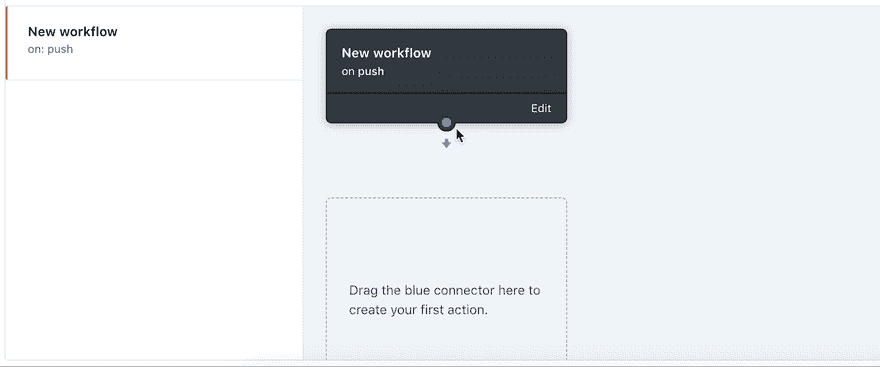 New workflow
on: push
New workflow
on push
Edit
Drag the blue connector here to
create your first action.